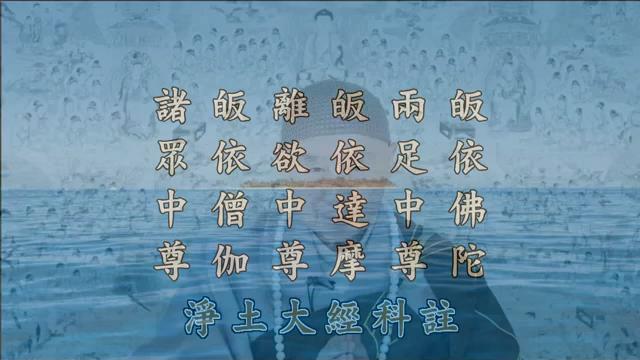 皈依佛陀
兩足中尊
皈依達摩
離欲中尊
皈依僧伽
諸眾中尊
淨土大經科註